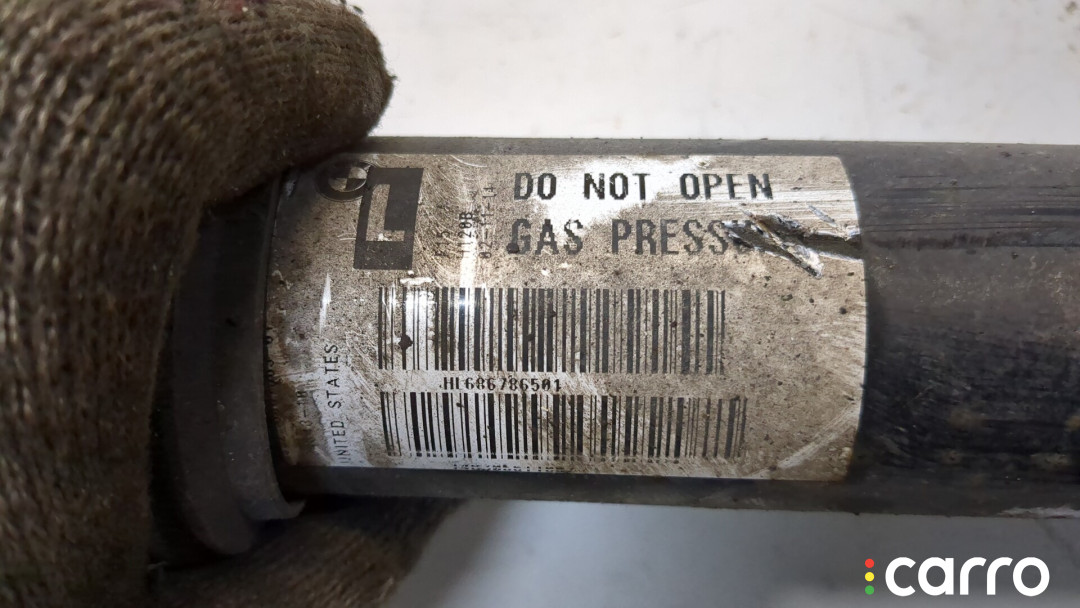 L
DO NOT OPEN
GAS PRESS
HL686786501
UNITED STATES
carro